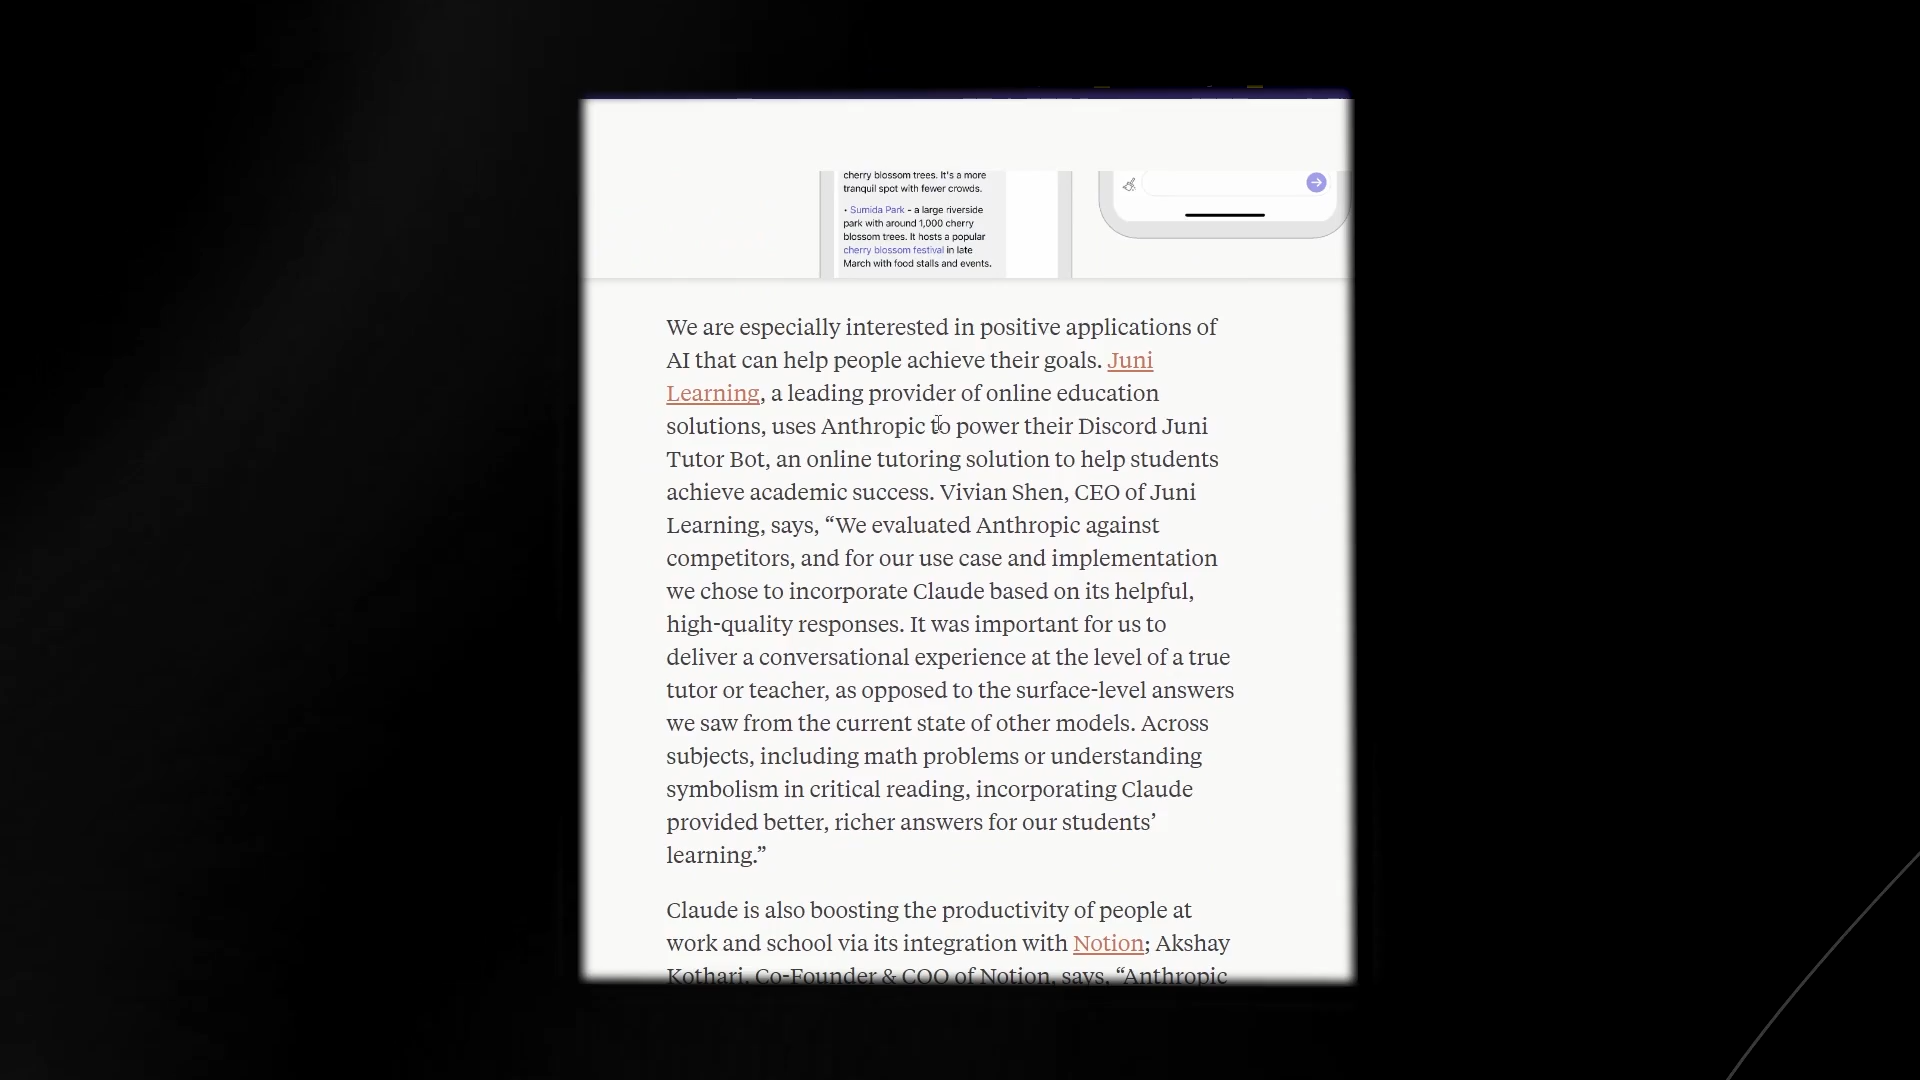 cherry blossom trees. It's a more
tranquil spot with fewer crowds.
• Sumida Park - a large riverside
park with around 1,000 cherry
blossom trees. It hosts a popular
cherry blossom festival in late
March with food stalls and events.
We are especially interested in positive applications of
AI that can help people achieve their goals. Juni
Learning, a leading provider of online education
solutions, uses Anthropic to power their Discord Juni
Tutor Bot, an online tutoring solution to help students
achieve academic success. Vivian Shen, CEO of Juni
Learning, says, “We evaluated Anthropic against
competitors, and for our use case and implementation
we chose to incorporate Claude based on its helpful,
high-quality responses. It was important for us to
deliver a conversational experience at the level of a true
tutor or teacher, as opposed to the surface-level answers
we saw from the current state of other models. Across
subjects, including math problems or understanding
symbolism in critical reading, incorporating Claude
provided better, richer answers for our students’
learning.”
Claude is also boosting the productivity of people at
work and school via its integration with Notion; Akshay
Kothari, Co-Founder & COO of Notion, says, “Anthropic